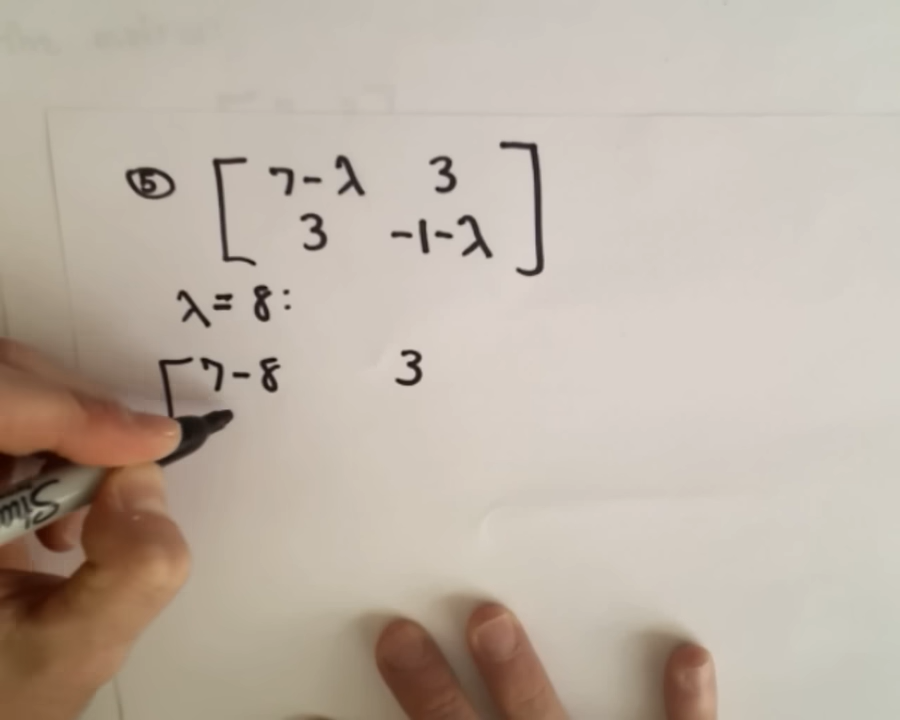 ⑤ [ 7-λ 3
3 -1-λ ]
λ = 8:
[ 7-8 3